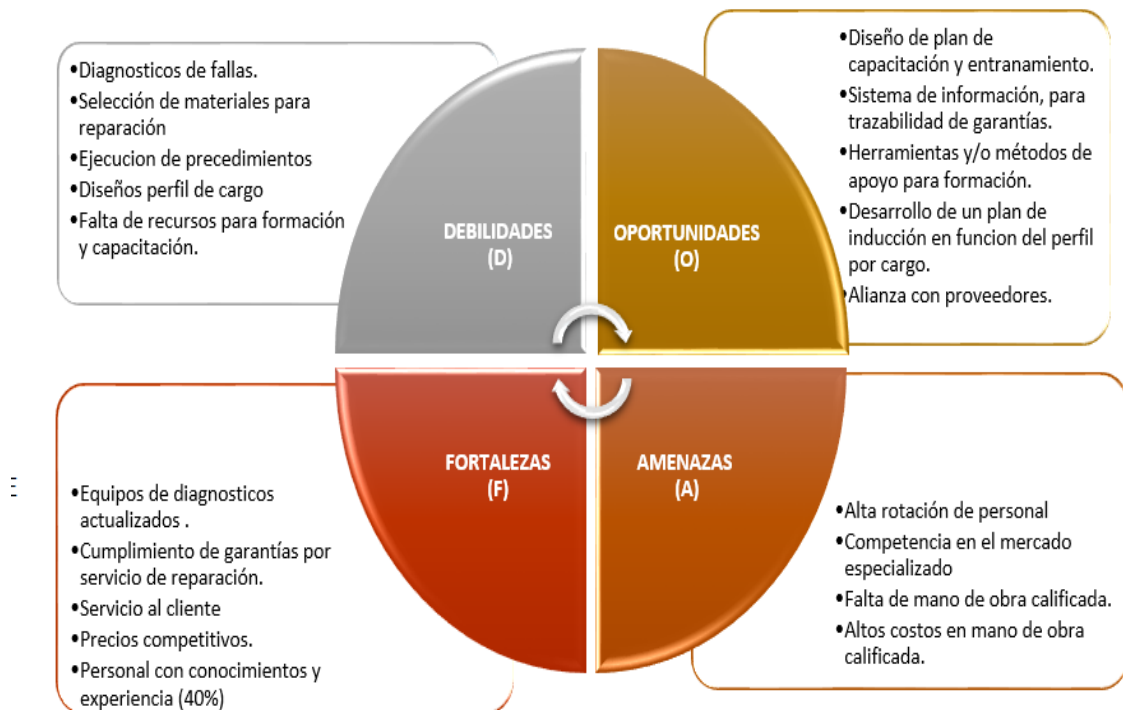 •Diagnosticos de fallas.
•Selección de materiales para
reparación
•Ejecucion de precedimientos
•Diseños perfil de cargo
•Falta de recursos para formación
y capacitación.
DEBILIDADES
(D)
OPORTUNIDADES
(O)
•Diseño de plan de
capacitación y entranamiento.
•Sistema de información, para
trazabilidad de garantías.
•Herramientas y/o métodos de
apoyo para formación.
•Desarrollo de un plan de
inducción en funcion del perfil
por cargo.
•Alianza con proveedores.
FORTALEZAS
(F)
AMENAZAS
(A)
•Equipos de diagnosticos
actualizados .
•Cumplimiento de garantías por
servicio de reparación.
•Servicio al cliente
•Precios competitivos.
•Personal con conocimientos y
experiencia (40%)
•Alta rotación de personal
•Competencia en el mercado
especializado
•Falta de mano de obra calificada.
•Altos costos en mano de obra
calificada.